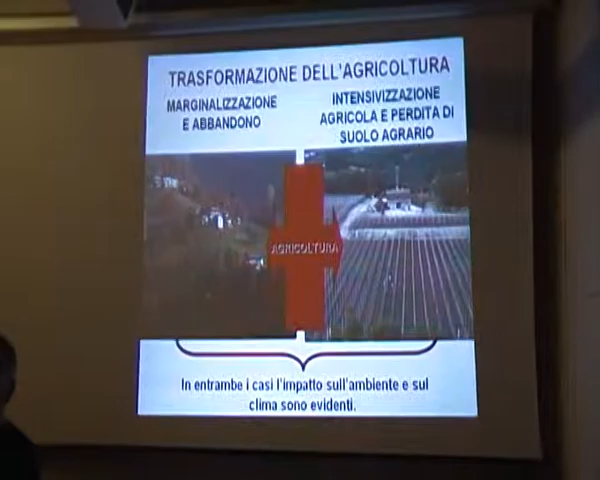 TRASFORMAZIONE DELL'AGRICOLTURA
MARGINALIZZAZIONE
E ABBANDONO
INTENSIVIZZAZIONE
AGRICOLA E PERDITA DI
SUOLO AGRARIO
AGRICOLTURA
In entrambe i casi l'impatto sull'ambiente e sul
clima sono evidenti.